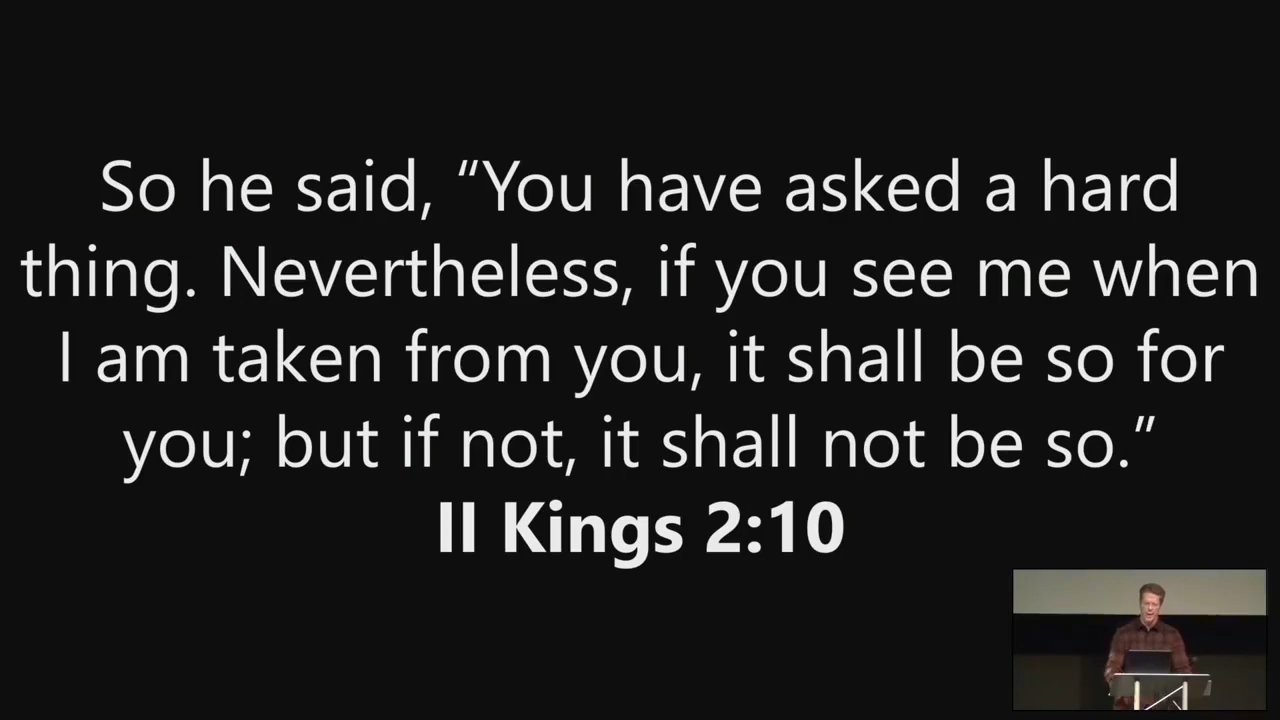 So he said, “You have asked a hard
thing. Nevertheless, if you see me when
I am taken from you, it shall be so for
you; but if not, it shall not be so.”
II Kings 2:10